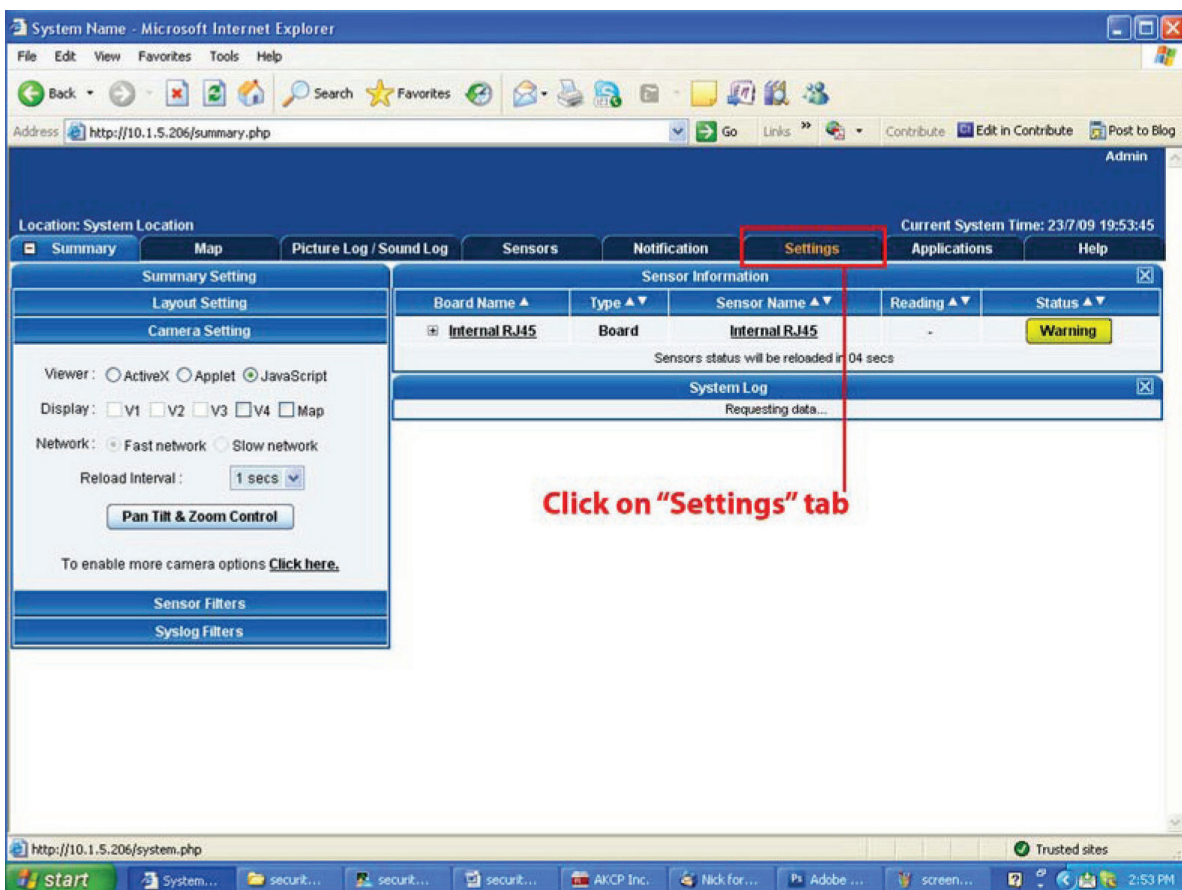 System Name - Microsoft Internet Explorer
File Edit View Favorites Tools Help
Back Search Favorites
Address http://10.1.5.206/summary.php Go Links » Contribute Edit in Contribute Post to Blog
Admin
Location: System Location Current System Time: 23/7/09 19:53:45
Summary Map Picture Log / Sound Log Sensors Notification Settings Applications Help
Summary Setting
Layout Setting
Camera Setting
Viewer : ActiveX Applet JavaScript
Display : V1 V2 V3 V4 Map
Network : Fast network Slow network
Reload Interval : 1 secs
Pan Tilt & Zoom Control
To enable more camera options Click here.
Sensor Filters
Syslog Filters
Sensor Information
Board Name Type Sensor Name Reading Status
Internal RJ45 Board Internal RJ45 - Warning
Sensors status will be reloaded in 04 secs
System Log
Requesting data...
Click on “Settings” tab
http://10.1.5.206/system.php Trusted sites
start System... securit... securit... securit... AKCP Inc. Nick for... Adobe ... screen... 2:53 PM